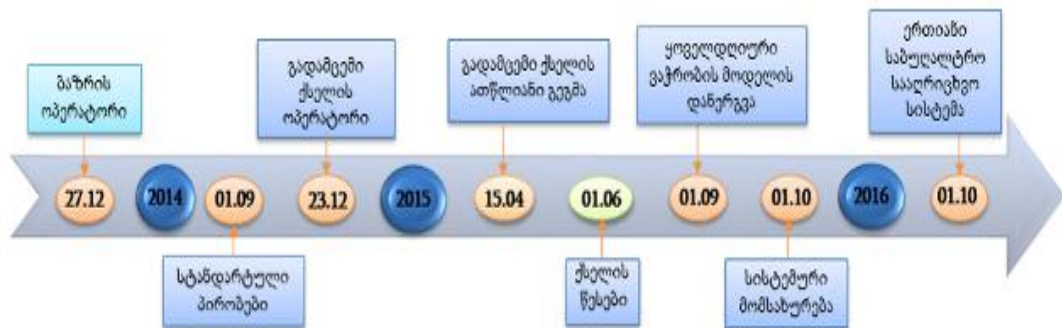 ბაზრის
ოპერატორი
გადამცემი
ქსელის
ოპერატორი
გადამცემი ქსელის
ათწლიანი გეგმა
ყოველდღიური
ვაჭრობის მოდელის
დანერგვა
ერთიანი
საბუღალტრო
სააღრიცხვო
სისტემა
27.12
2014
01.09
23.12
2015
15.04
01.06
01.09
01.10
2016
01.10
სტანდარტული
პირობები
ქსელის
წესები
სისტემური
მომსახურება